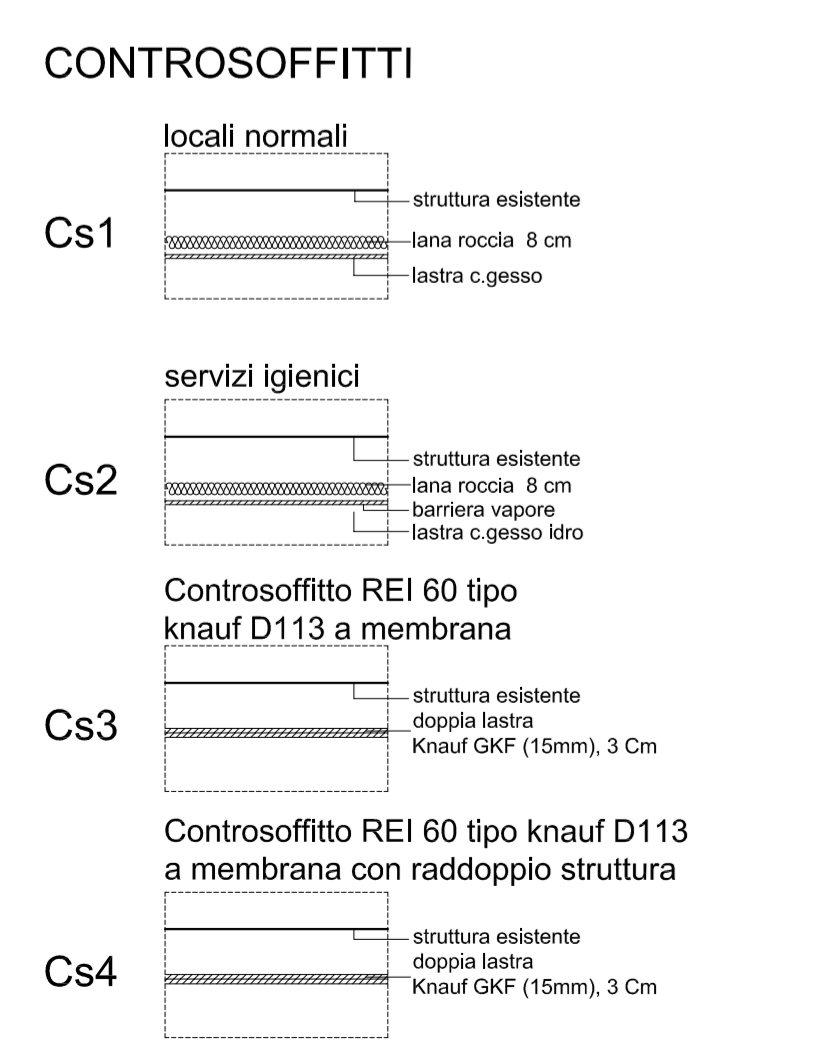 CONTROSOFFITTI
locali normali
Cs1
struttura esistente
lana roccia 8 cm
lastra c.gesso
servizi igienici
Cs2
struttura esistente
lana roccia 8 cm
barriera vapore
lastra c.gesso idro
Controsoffitto REI 60 tipo
knauf D113 a membrana
Cs3
struttura esistente
doppia lastra
Knauf GKF (15mm), 3 Cm
Controsoffitto REI 60 tipo knauf D113
a membrana con raddoppio struttura
Cs4
struttura esistente
doppia lastra
Knauf GKF (15mm), 3 Cm